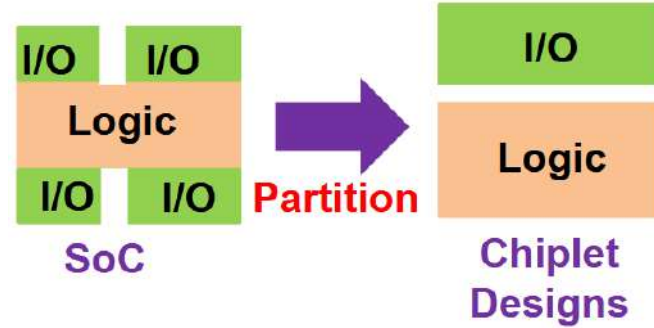 I/O I/O
Logic
I/O I/O
SoC
Partition
I/O
Logic
Chiplet
Designs